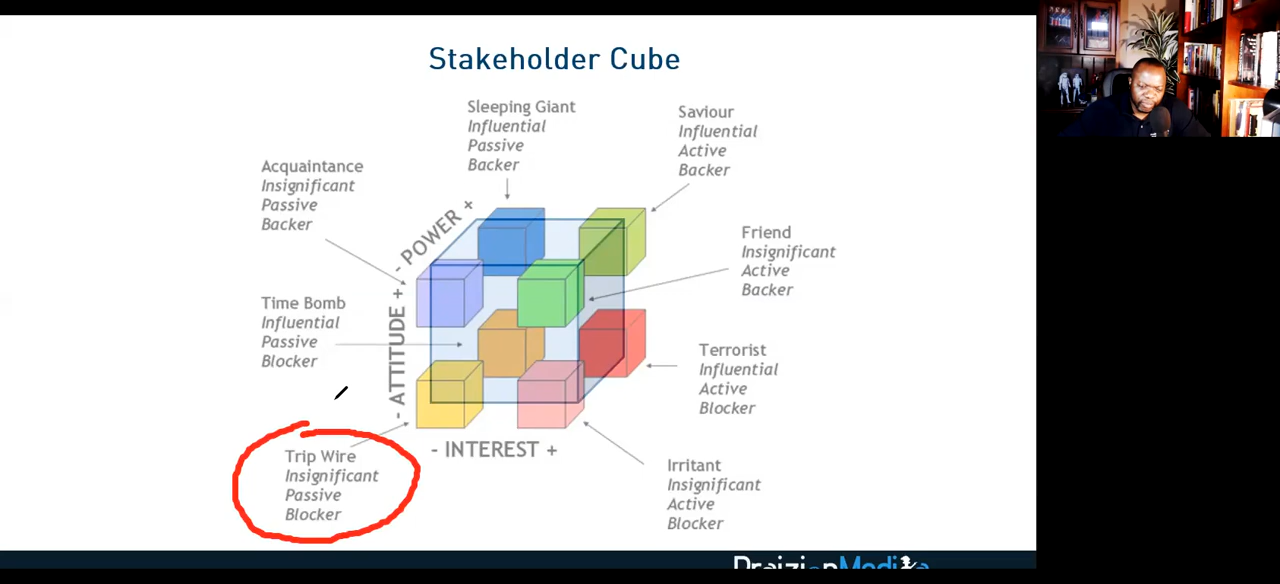 Stakeholder Cube
Sleeping Giant
Influential
Passive
Backer
Saviour
Influential
Active
Backer
Acquaintance
Insignificant
Passive
Backer
- POWER +
Friend
Insignificant
Active
Backer
Time Bomb
Influential
Passive
Blocker
- ATTITUDE +
Terrorist
Influential
Active
Blocker
- INTEREST +
Trip Wire
Insignificant
Passive
Blocker
Irritant
Insignificant
Active
Blocker